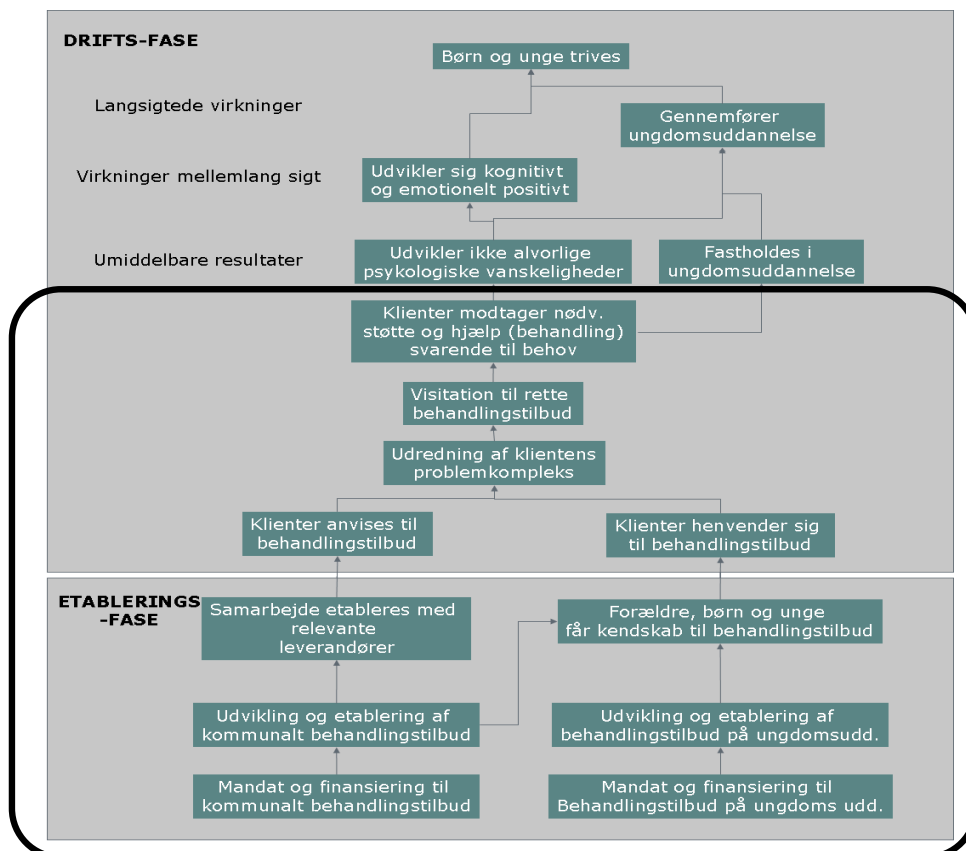 DRIFTS-FASE
Børn og unge trives
Langsigtede virkninger
Gennemfører
ungdomsuddannelse
Virkninger mellemlang sigt
Udvikler sig kognitivt
og emotionelt positivt
Umiddelbare resultater
Udvikler ikke alvorlige
psykologiske vanskeligheder
Fastholdes i
ungdomsuddannelse
Klienter modtager nødv.
støtte og hjælp (behandling)
svarende til behov
Visitation til rette
behandlingstilbud
Udredning af klientens
problemkompleks
Klienter anvises til
behandlingstilbud
Klienter henvender sig
til behandlingstilbud
ETABLERINGS
-FASE
Samarbejde etableres med
relevante
leverandører
Forældre, børn og unge
får kendskab til behandlingstilbud
Udvikling og etablering af
kommunalt behandlingstilbud
Udvikling og etablering af
behandlingstilbud på ungdomsudd.
Mandat og finansiering til
kommunalt behandlingstilbud
Mandat og finansiering til
Behandlingstilbud på ungdoms udd.